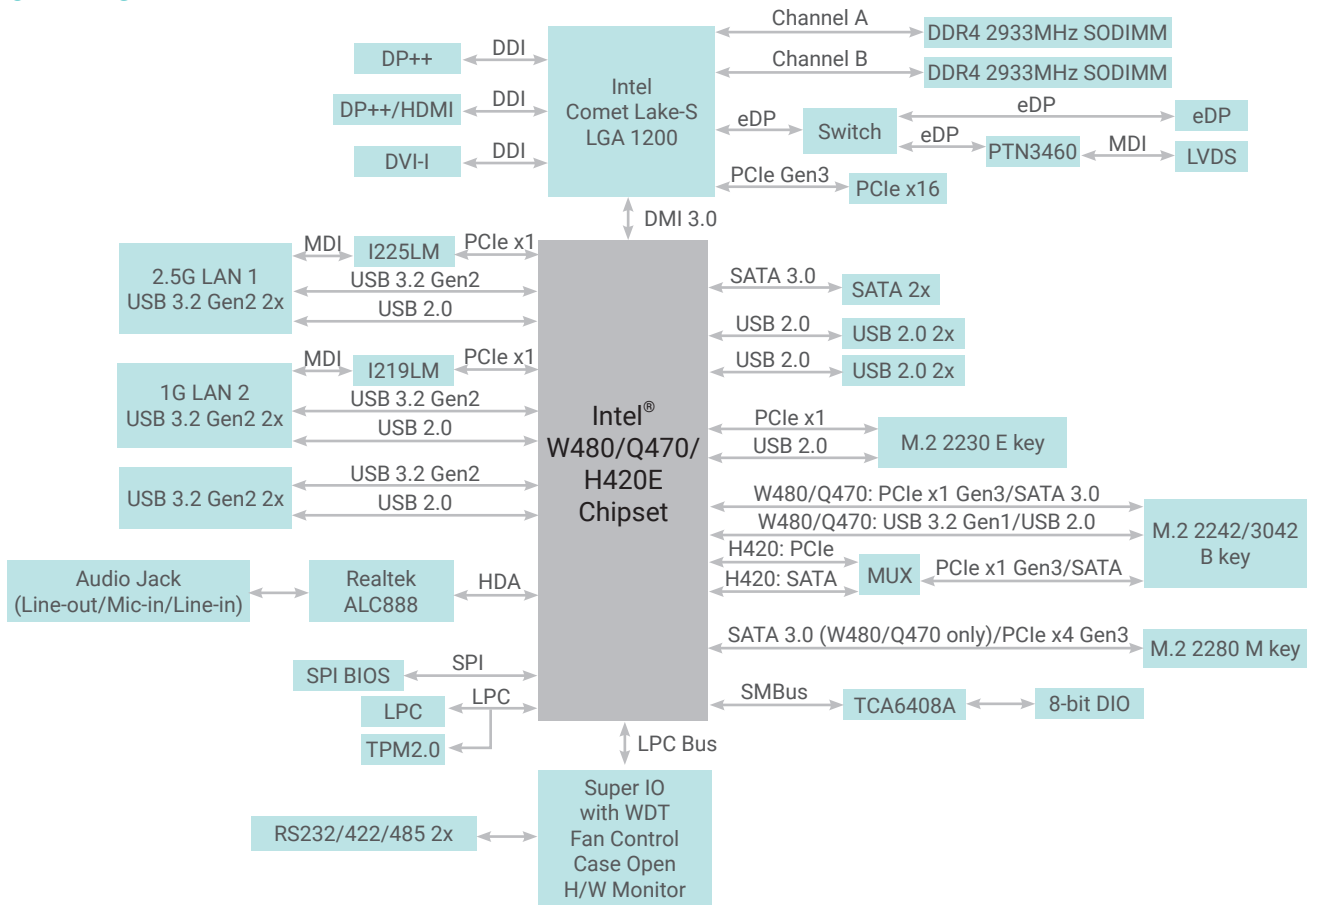 Channel A
DDR4 2933MHz SODIMM
DP++
DDI
Channel B
DDR4 2933MHz SODIMM
Intel
Comet Lake-S
LGA 1200
DP++/HDMI
DDI
eDP
Switch
eDP
eDP
eDP
PTN3460
MDI
LVDS
DVI-I
DDI
PCIe Gen3
PCIe x16
DMI 3.0
2.5G LAN 1
USB 3.2 Gen2 2x
MDI
I225LM
PCIe x1
USB 3.2 Gen2
USB 2.0
SATA 3.0
SATA 2x
USB 2.0
USB 2.0 2x
USB 2.0
USB 2.0 2x
1G LAN 2
USB 3.2 Gen2 2x
MDI
I219LM
PCIe x1
USB 3.2 Gen2
USB 2.0
Intel®
W480/Q470/
H420E
Chipset
PCIe x1
USB 2.0
M.2 2230 E key
USB 3.2 Gen2 2x
USB 3.2 Gen2
USB 2.0
W480/Q470: PCIe x1 Gen3/SATA 3.0
W480/Q470: USB 3.2 Gen1/USB 2.0
H420: PCIe
H420: SATA
MUX
PCIe x1 Gen3/SATA
M.2 2242/3042
B key
Audio Jack
(Line-out/Mic-in/Line-in)
Realtek
ALC888
HDA
SATA 3.0 (W480/Q470 only)/PCIe x4 Gen3
M.2 2280 M key
SPI BIOS
SPI
LPC
LPC
TPM2.0
SMBus
TCA6408A
8-bit DIO
LPC Bus
RS232/422/485 2x
Super IO
with WDT
Fan Control
Case Open
H/W Monitor